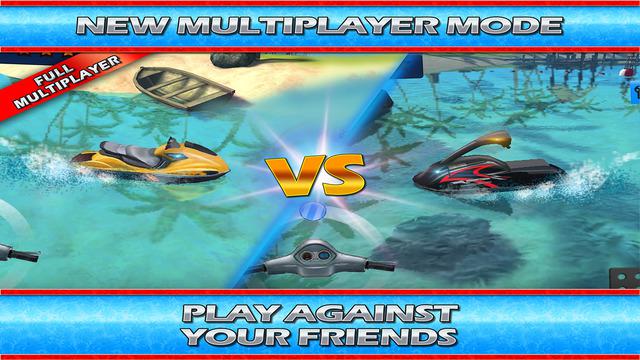 NEW MULTIPLAYER MODE
FULL
MULTIPLAYER
VS
PLAY AGAINST
YOUR FRIENDS